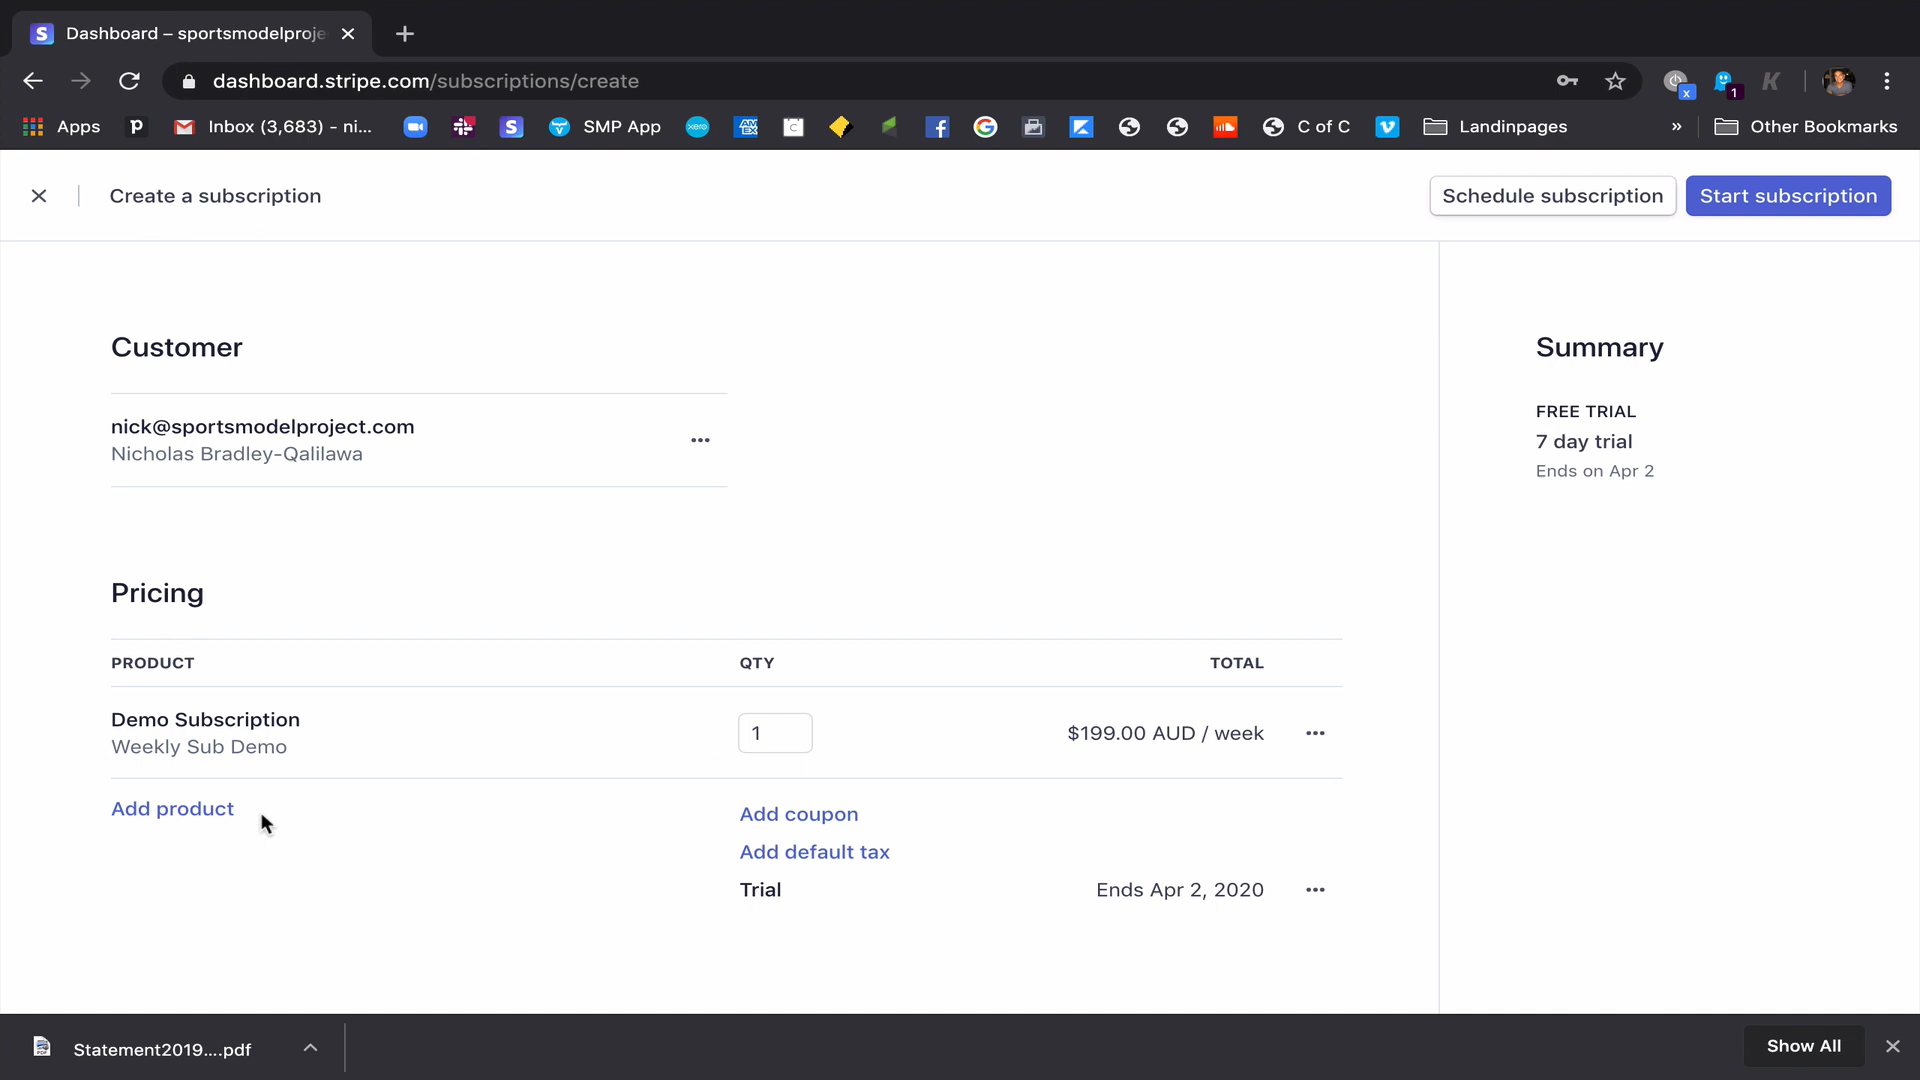 Dashboard – sportsmodelproje
dashboard.stripe.com/subscriptions/create
x
1
Apps
Inbox (3,683) - ni...
SMP App
C of C
Landinpages
»
Other Bookmarks
Create a subscription
Schedule subscription
Start subscription
Customer
Summary
nick@sportsmodelproject.com
Nicholas Bradley-Qalilawa
FREE TRIAL
7 day trial
Ends on Apr 2
Pricing
PRODUCT QTY TOTAL
Demo Subscription
Weekly Sub Demo
1
$199.00 AUD / week
Add product
Add coupon
Add default tax
Trial Ends Apr 2, 2020
Statement2019....pdf
Show All